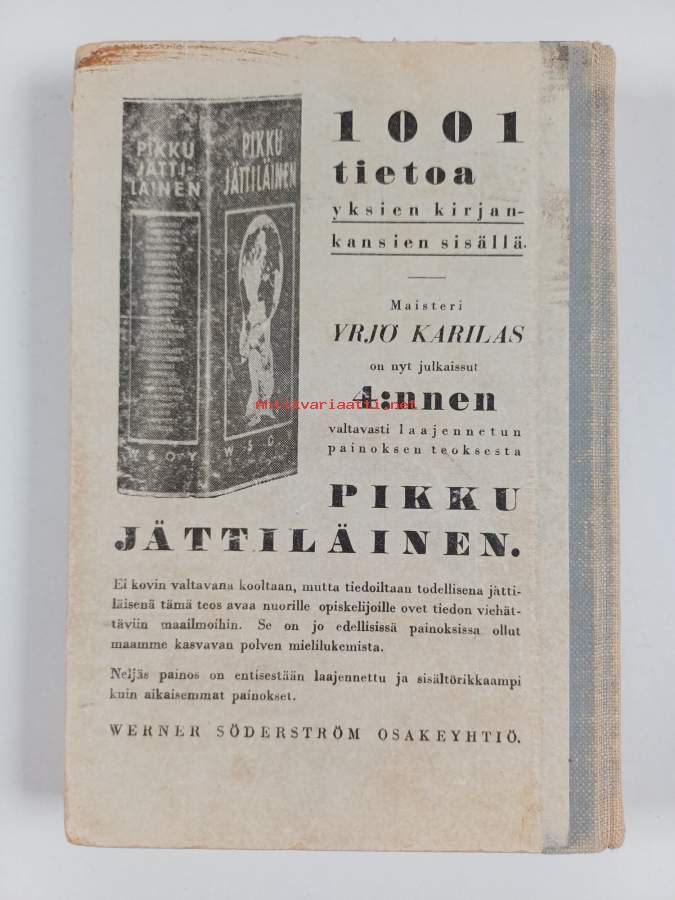 PIKKU
JÄTTI-
LÄINEN
W S O Y
PIKKU
JÄTTILÄINEN
W S O Y
1001
tietoa
yksien kirjan-
kansien sisällä.
Maisteri
YRJÖ KARILAS
on nyt julkaissut
4:nnen
valtavasti laajennetun
painoksen teoksesta
PIKKU
JÄTTILÄINEN.
Ei kovin valtavana kooltaan, mutta tiedoiltaan todellisena jätti-
läisenä tämä teos avaa nuorille opiskelijoille ovet tiedon viehät-
täviin maailmoihin. Se on jo edellisissä painoksissa ollut
maamme kasvavan polven mielilukemista.
Neljäs painos on entisestään laajennettu ja sisältörikkaampi
kuin aikaisemmat painokset.
WERNER SÖDERSTRÖM OSAKEYHTIÖ.
Antikvariaatti.net